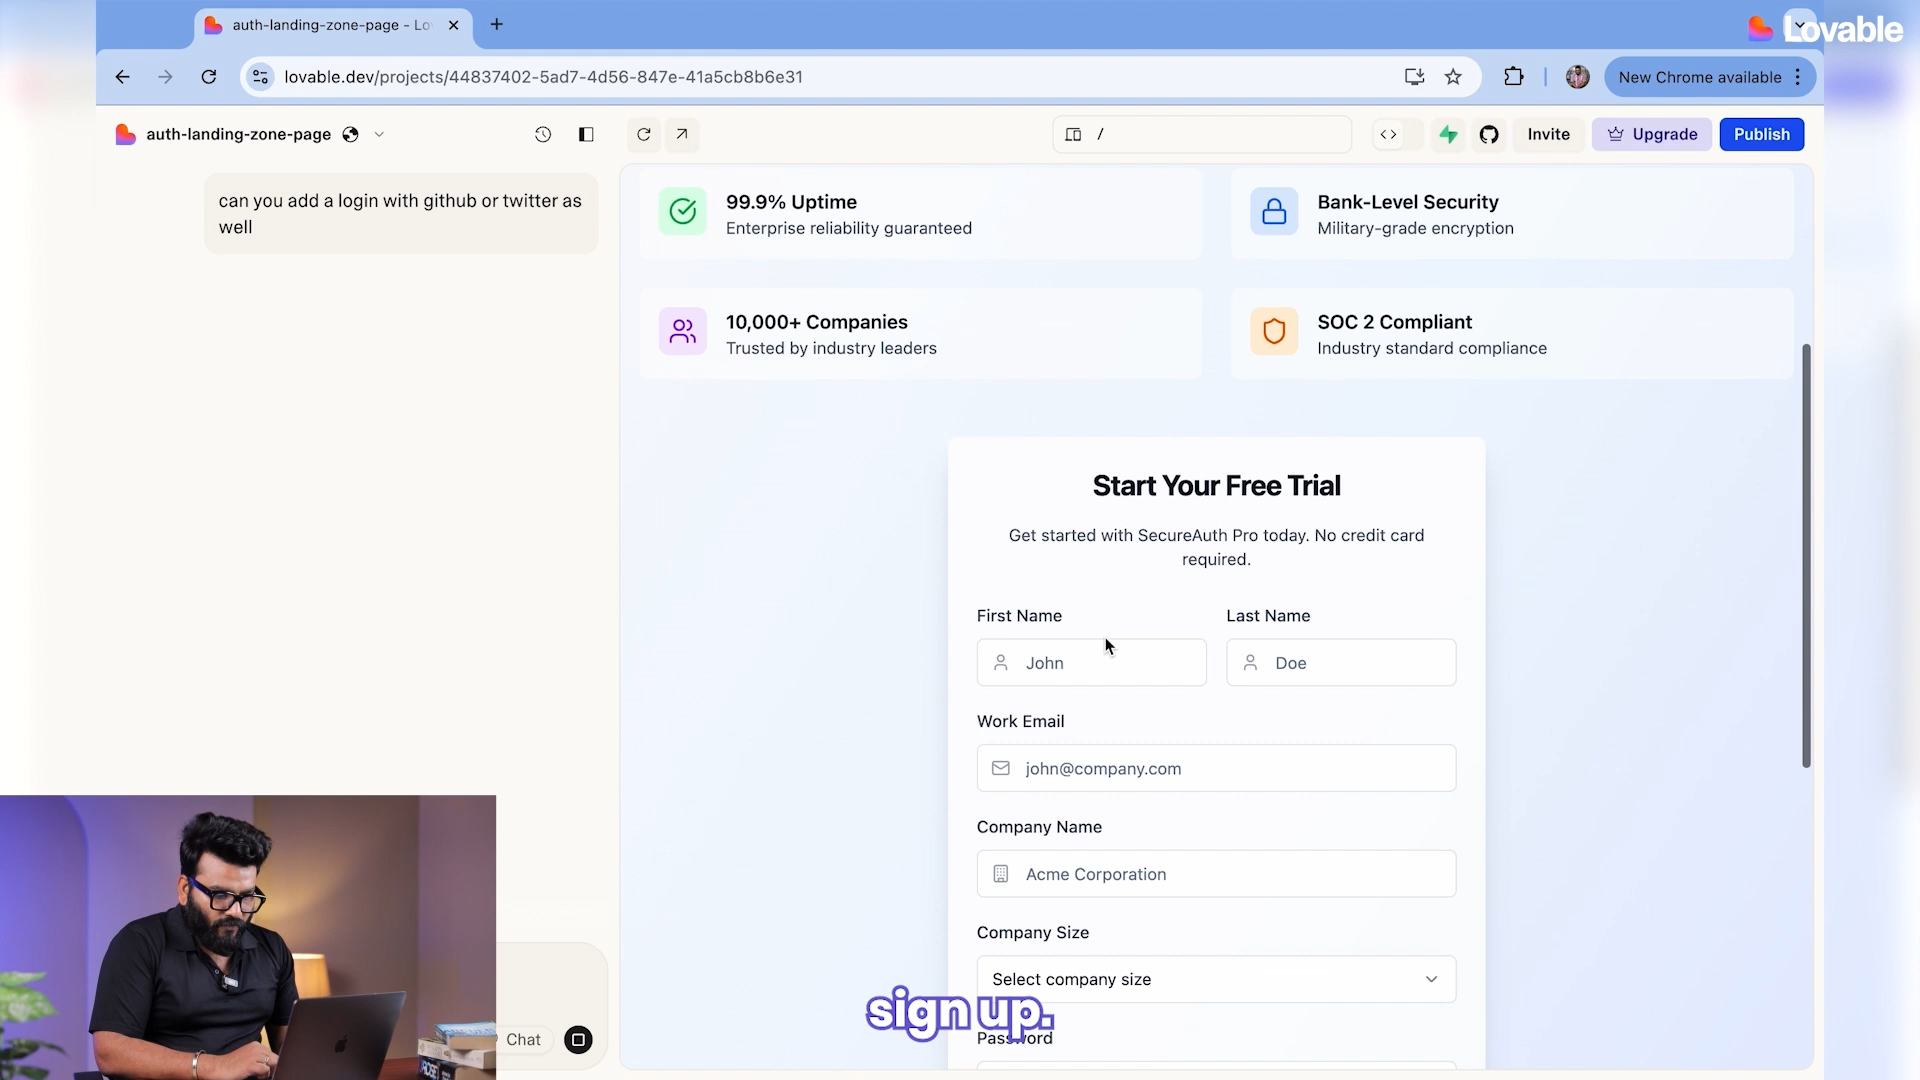 auth-landing-zone-page - Lo
Lovable
lovable.dev/projects/44837402-5ad7-4d56-847e-41a5cb8b6e31
New Chrome available
auth-landing-zone-page
/
Invite
Upgrade
Publish
can you add a login with github or twitter as
well
99.9% Uptime
Enterprise reliability guaranteed
Bank-Level Security
Military-grade encryption
10,000+ Companies
Trusted by industry leaders
SOC 2 Compliant
Industry standard compliance
Start Your Free Trial
Get started with SecureAuth Pro today. No credit card
required.
First Name
Last Name
John
Doe
Work Email
john@company.com
Company Name
Acme Corporation
Company Size
Select company size
sign up.
Password
Chat